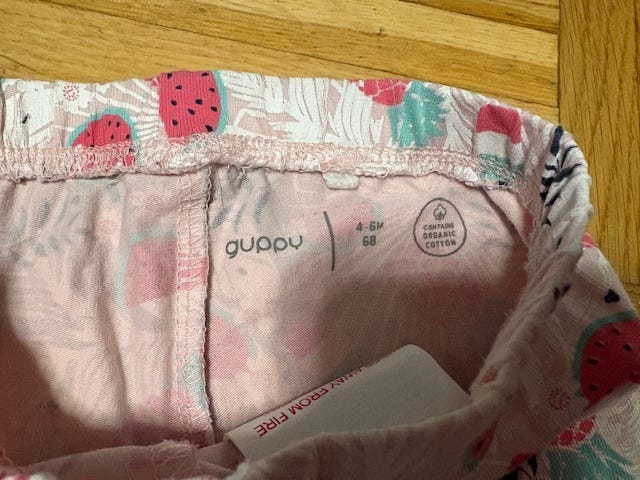 guppy
4-6M
68
CONTAINS
ORGANIC
COTTON
AWAY FROM FIRE